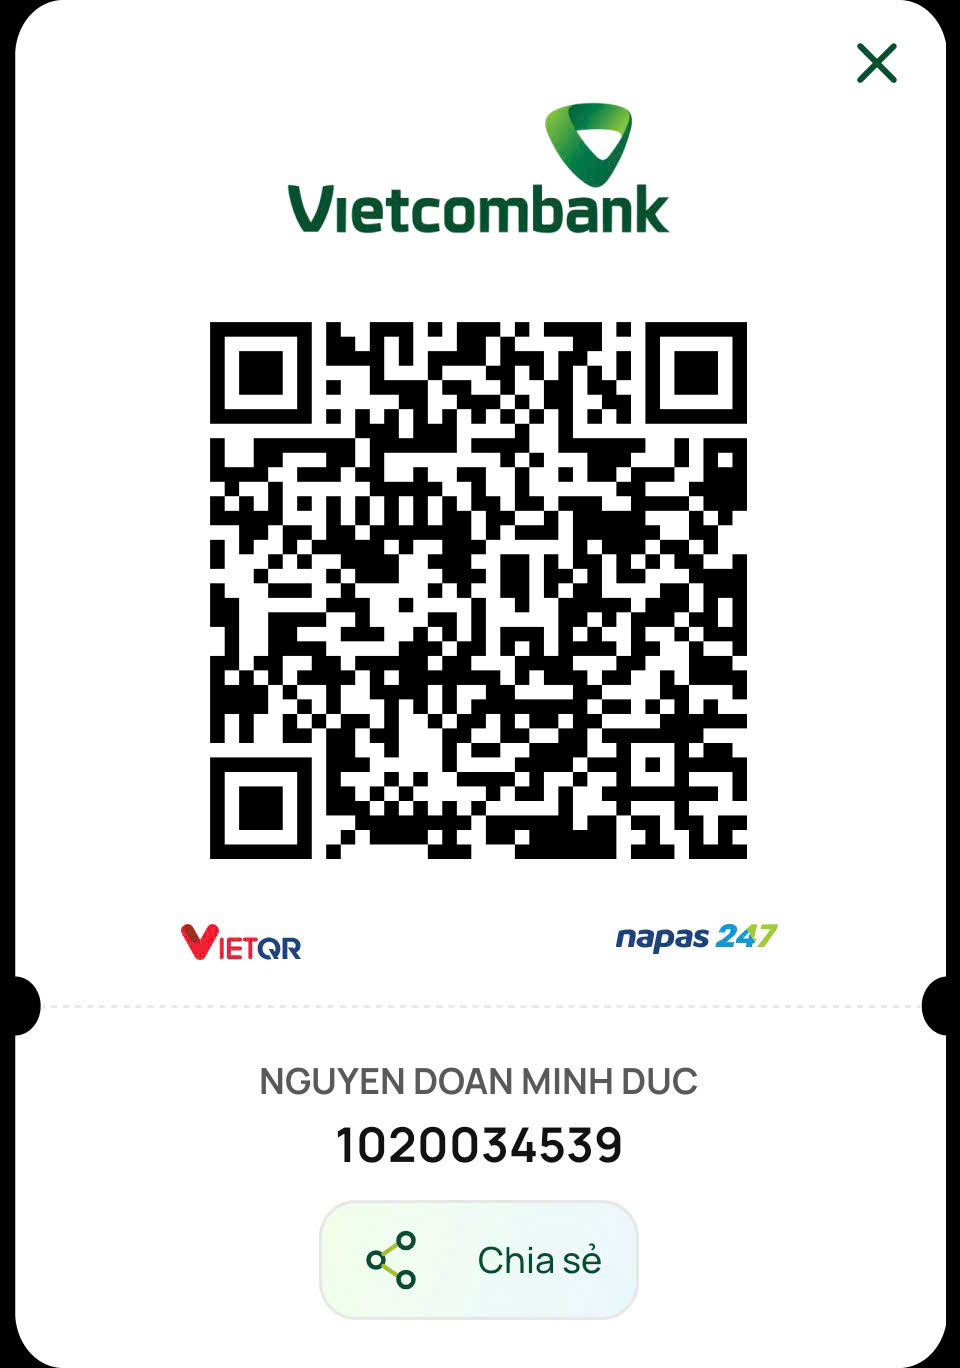 Vietcombank
VIETQR
napas 247
NGUYEN DOAN MINH DUC
1020034539
Chia sẻ